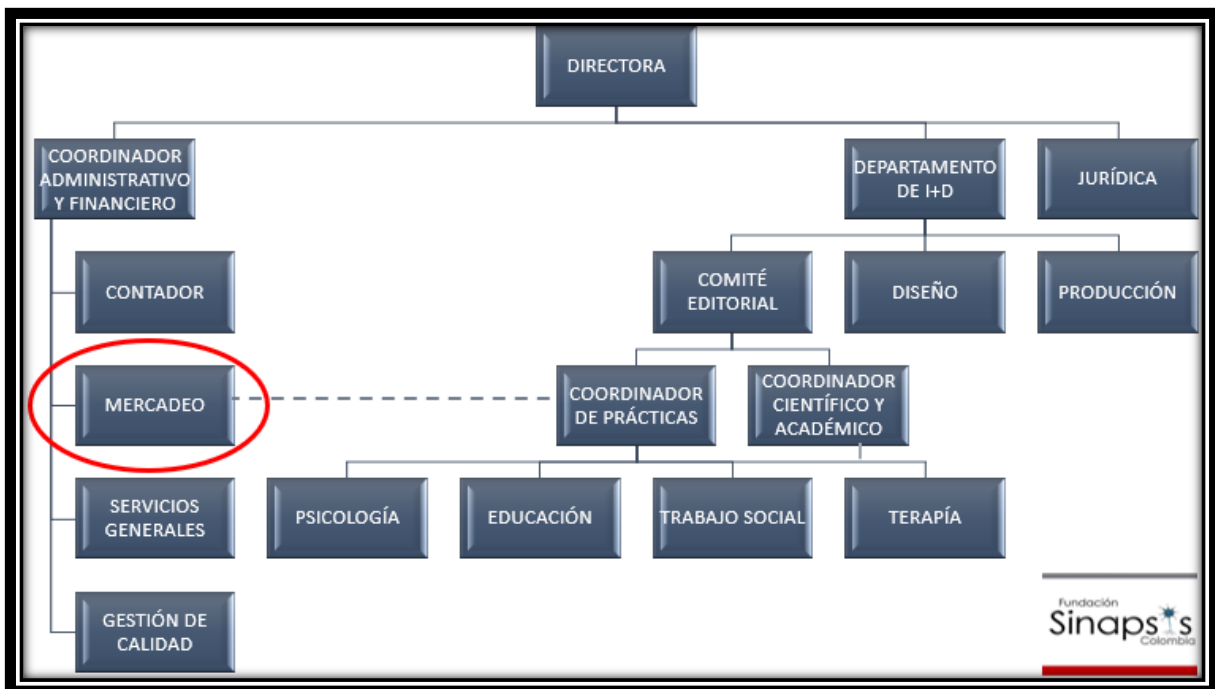 DIRECTORA
COORDINADOR
ADMINISTRATIVO
Y FINANCIERO
DEPARTAMENTO
DE I+D
JURÍDICA
CONTADOR
COMITÉ
EDITORIAL
DISEÑO
PRODUCCIÓN
MERCADEO
COORDINADOR
DE PRÁCTICAS
COORDINADOR
CIENTÍFICO Y
ACADÉMICO
SERVICIOS
GENERALES
PSICOLOGÍA
EDUCACIÓN
TRABAJO SOCIAL
TERAPÍA
GESTIÓN DE
CALIDAD
Fundación
Sinapsis
Colombia